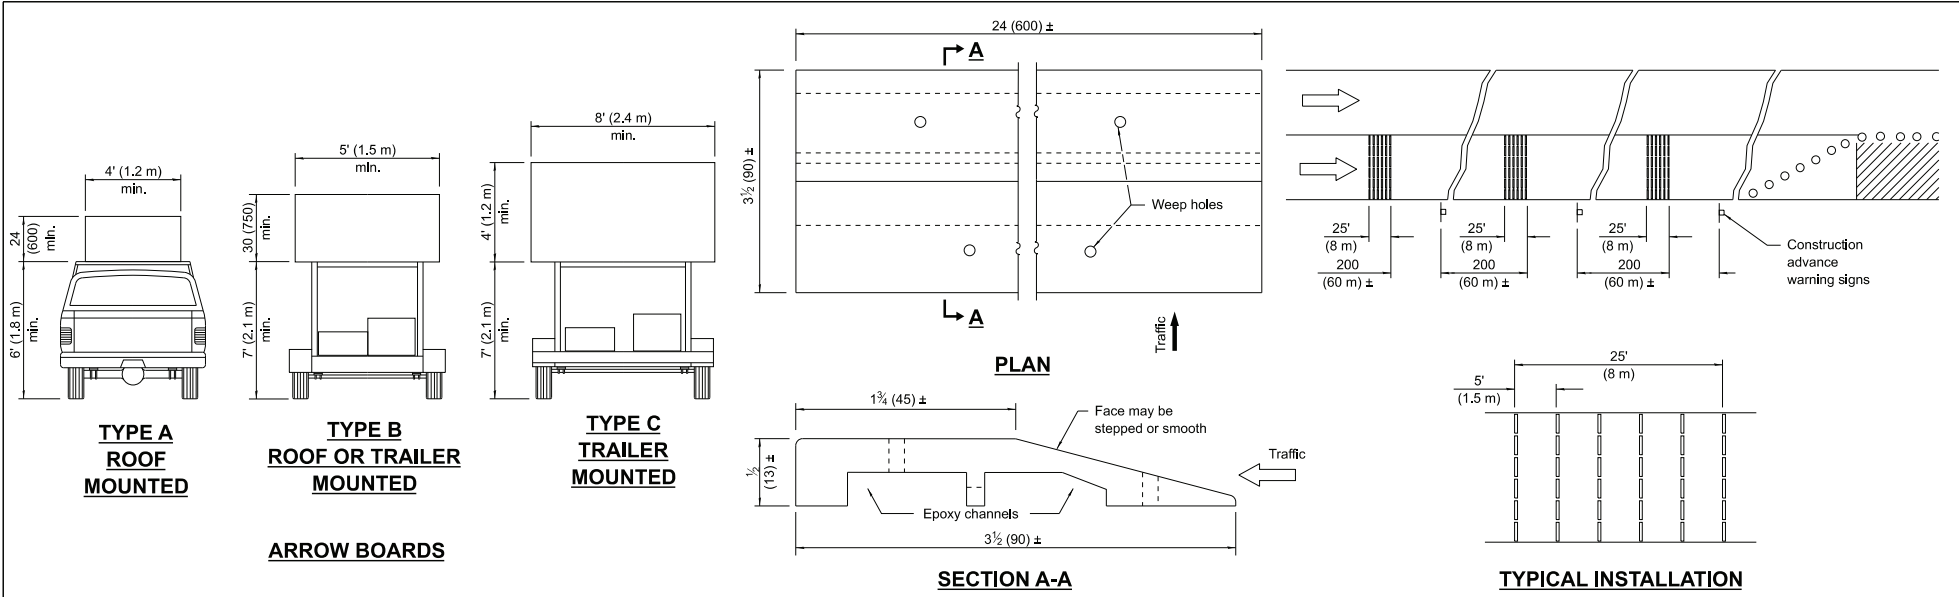 4' (1.2 m)
min.
24
(600)
min.
6' (1.8 m)
min.
TYPE A
ROOF
MOUNTED
5' (1.5 m)
min.
30 (750)
min.
7' (2.1 m)
min.
TYPE B
ROOF OR TRAILER
MOUNTED
8' (2.4 m)
min.
4' (1.2 m)
min.
7' (2.1 m)
min.
TYPE C
TRAILER
MOUNTED
ARROW BOARDS
24 (600) ±
A
3½ (90) ±
Weep holes
A
Traffic
PLAN
1¾ (45) ±
Face may be
stepped or smooth
½
(13) ±
Traffic
Epoxy channels
3½ (90) ±
SECTION A-A
25'
(8 m)
200
(60 m) ±
25'
(8 m)
200
(60 m) ±
25'
(8 m)
200
(60 m) ±
Construction
advance
warning signs
25'
(8 m)
5'
(1.5 m)
TYPICAL INSTALLATION